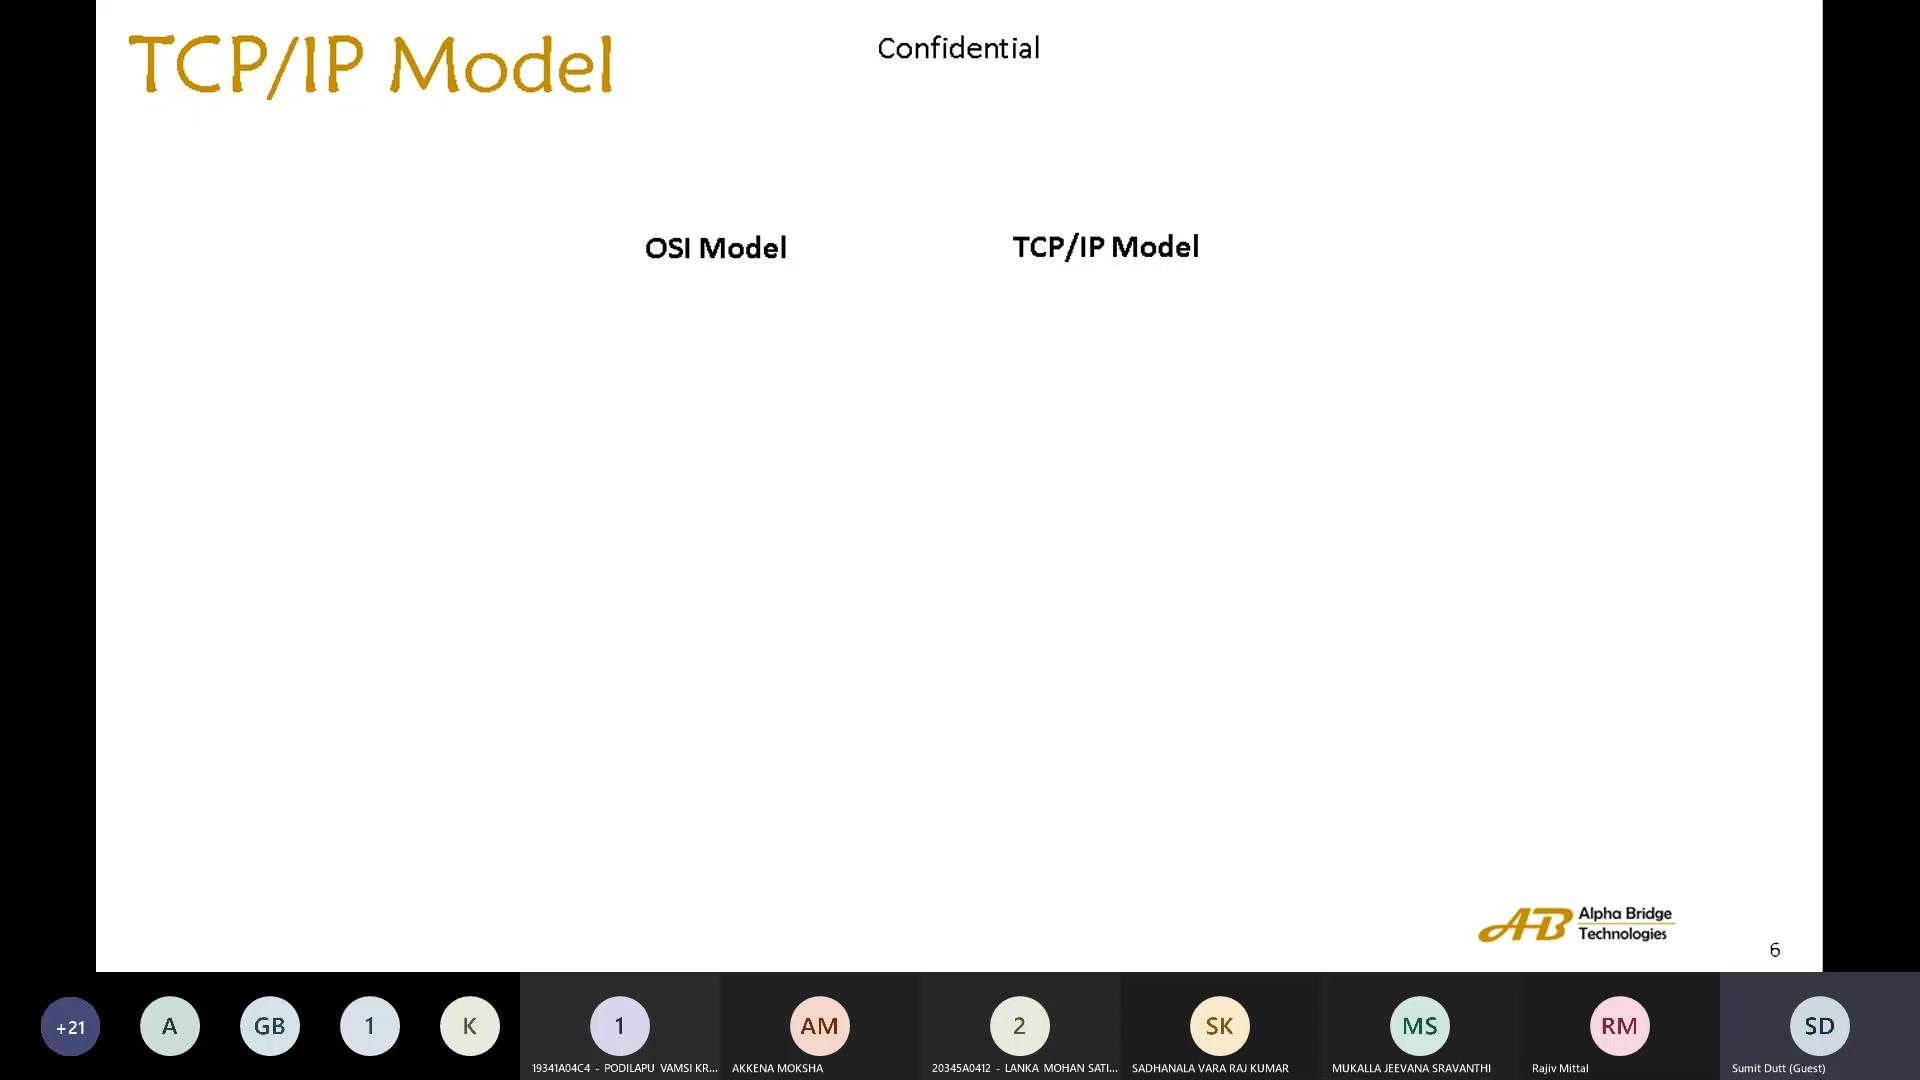 TCP/IP Model
Confidential
OSI Model
TCP/IP Model
Alpha Bridge
Technologies
6
+21
A
GB
1
K
1
AM
2
SK
MS
RM
SD
19341A04C4 - PODILAPU VAMSI KR...
AKKENA MOKSHA
20345A0412 - LANKA MOHAN SATI...
SADHANALA VARA RAJ KUMAR
MUKALLA JEEVANA SRAVANTHI
Rajiv Mittal
Sumit Dutt (Guest)